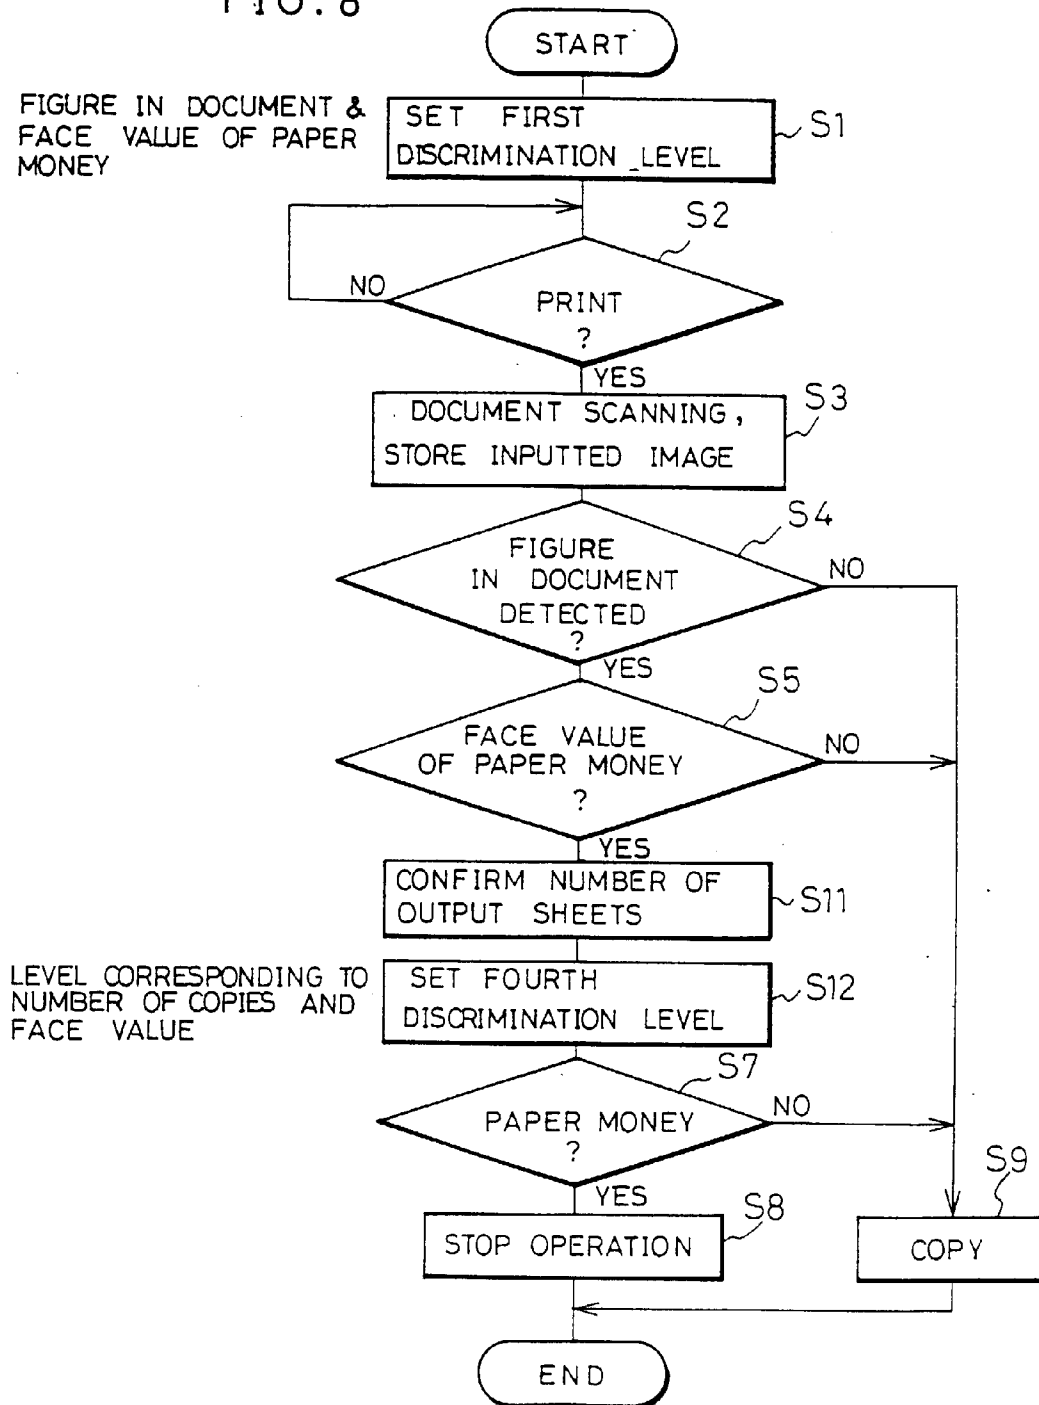 FIG. 8
START
FIGURE IN DOCUMENT &
FACE VALUE OF PAPER
MONEY
SET FIRST
DISCRIMINATION LEVEL
S1
S2
NO
PRINT
?
YES
S3
DOCUMENT SCANNING,
STORE INPUTTED IMAGE
S4
FIGURE
IN DOCUMENT
DETECTED
?
NO
YES
S5
FACE VALUE
OF PAPER MONEY
?
NO
YES
CONFIRM NUMBER OF
OUTPUT SHEETS
S11
LEVEL CORRESPONDING TO
NUMBER OF COPIES AND
FACE VALUE
SET FOURTH
DISCRIMINATION LEVEL
S12
S7
PAPER MONEY
?
NO
YES
S8
STOP OPERATION
S9
COPY
END